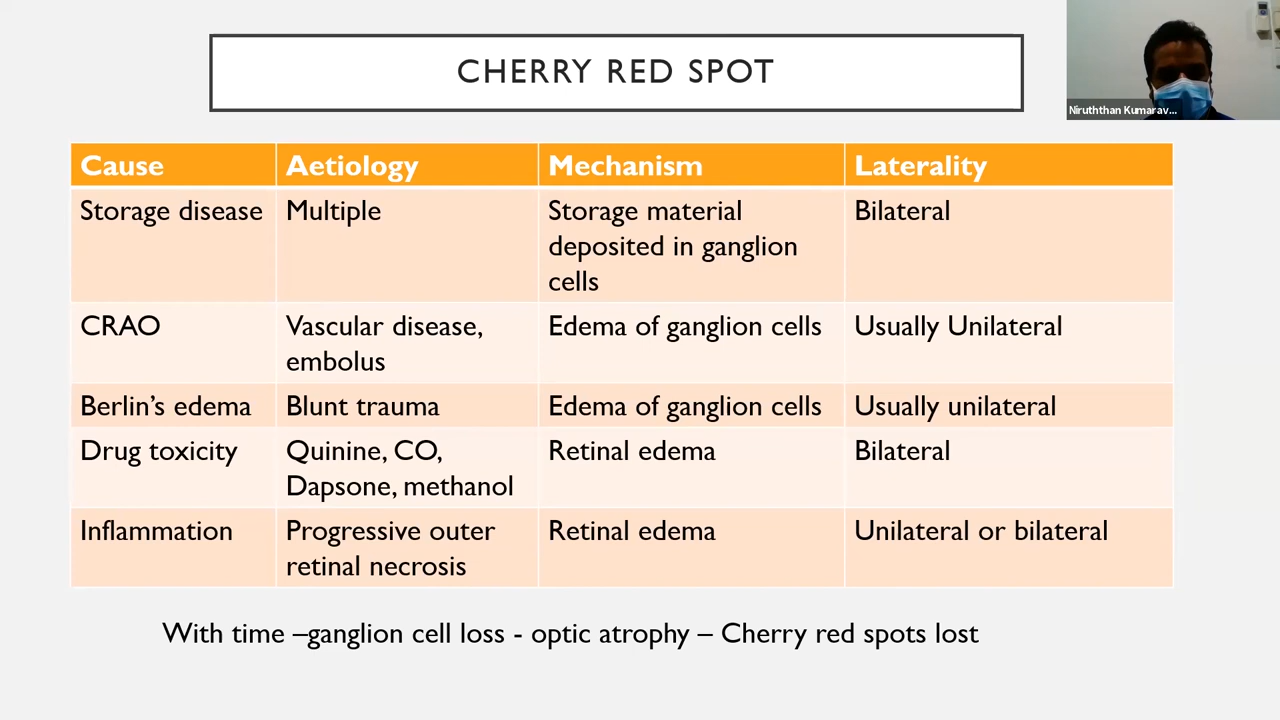 CHERRY RED SPOT
Niruththan Kumarav...
Cause Aetiology Mechanism Laterality
Storage disease Multiple Storage material Bilateral
deposited in ganglion
cells
CRAO Vascular disease, Edema of ganglion cells Usually Unilateral
embolus
Berlin’s edema Blunt trauma Edema of ganglion cells Usually unilateral
Drug toxicity Quinine, CO, Retinal edema Bilateral
Dapsone, methanol
Inflammation Progressive outer Retinal edema Unilateral or bilateral
retinal necrosis
With time –ganglion cell loss - optic atrophy – Cherry red spots lost